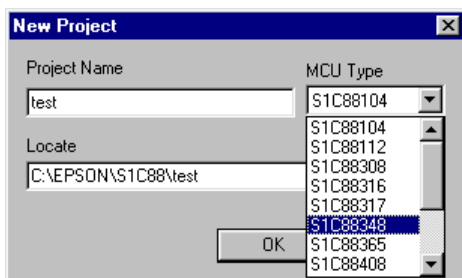 New Project
Project Name
MCU Type
test
S1C88104
S1C88104
S1C88112
S1C88308
S1C88316
S1C88317
S1C88348
S1C88365
S1C88408
Locate
C:\EPSON\S1C88\test
OK